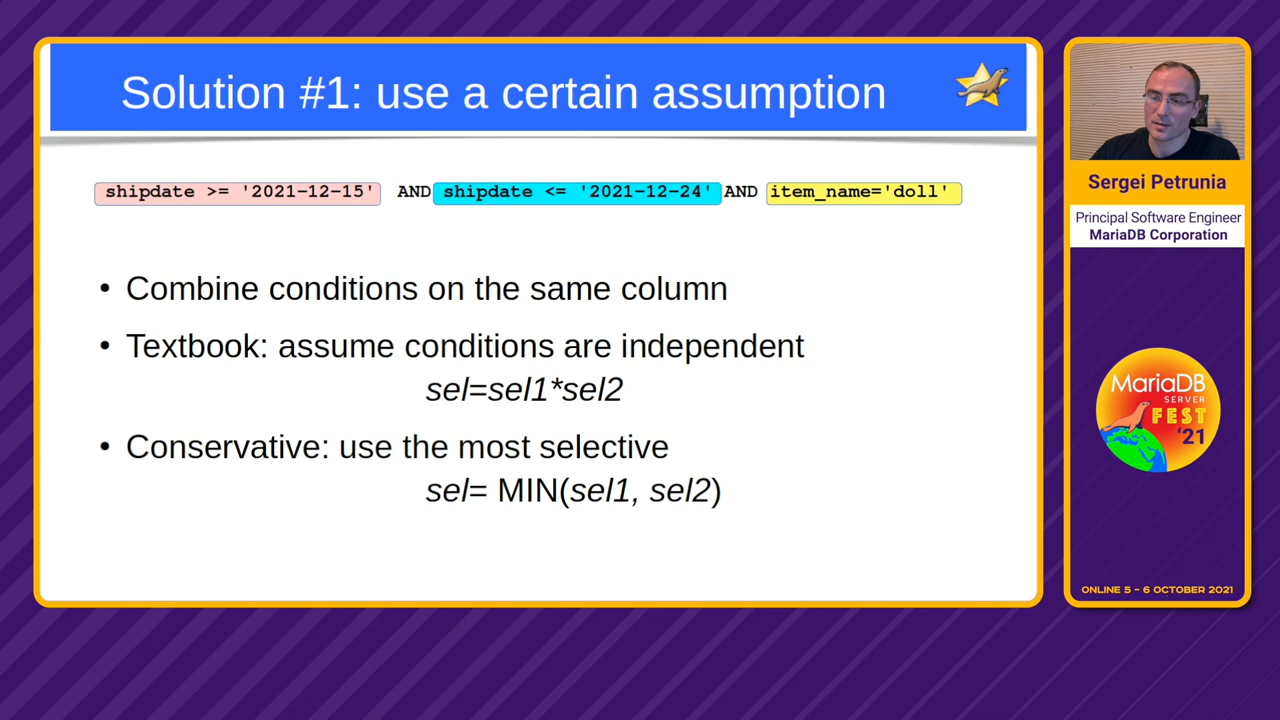 Solution #1: use a certain assumption
shipdate >= '2021-12-15' AND shipdate <= '2021-12-24' AND item_name='doll'
• Combine conditions on the same column
• Textbook: assume conditions are independent
sel=sel1*sel2
• Conservative: use the most selective
sel= MIN(sel1, sel2)
Sergei Petrunia
Principal Software Engineer
MariaDB Corporation
MariaDB
SERVER
FEST
'21
ONLINE 5 - 6 OCTOBER 2021